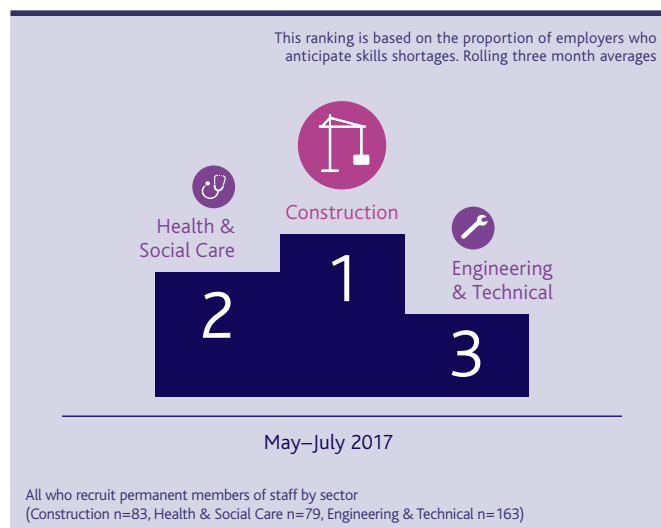 This ranking is based on the proportion of employers who
anticipate skills shortages. Rolling three month averages
Construction
Health &
Social Care
Engineering
& Technical
1
2
3
May–July 2017
All who recruit permanent members of staff by sector
(Construction n=83, Health & Social Care n=79, Engineering & Technical n=163)